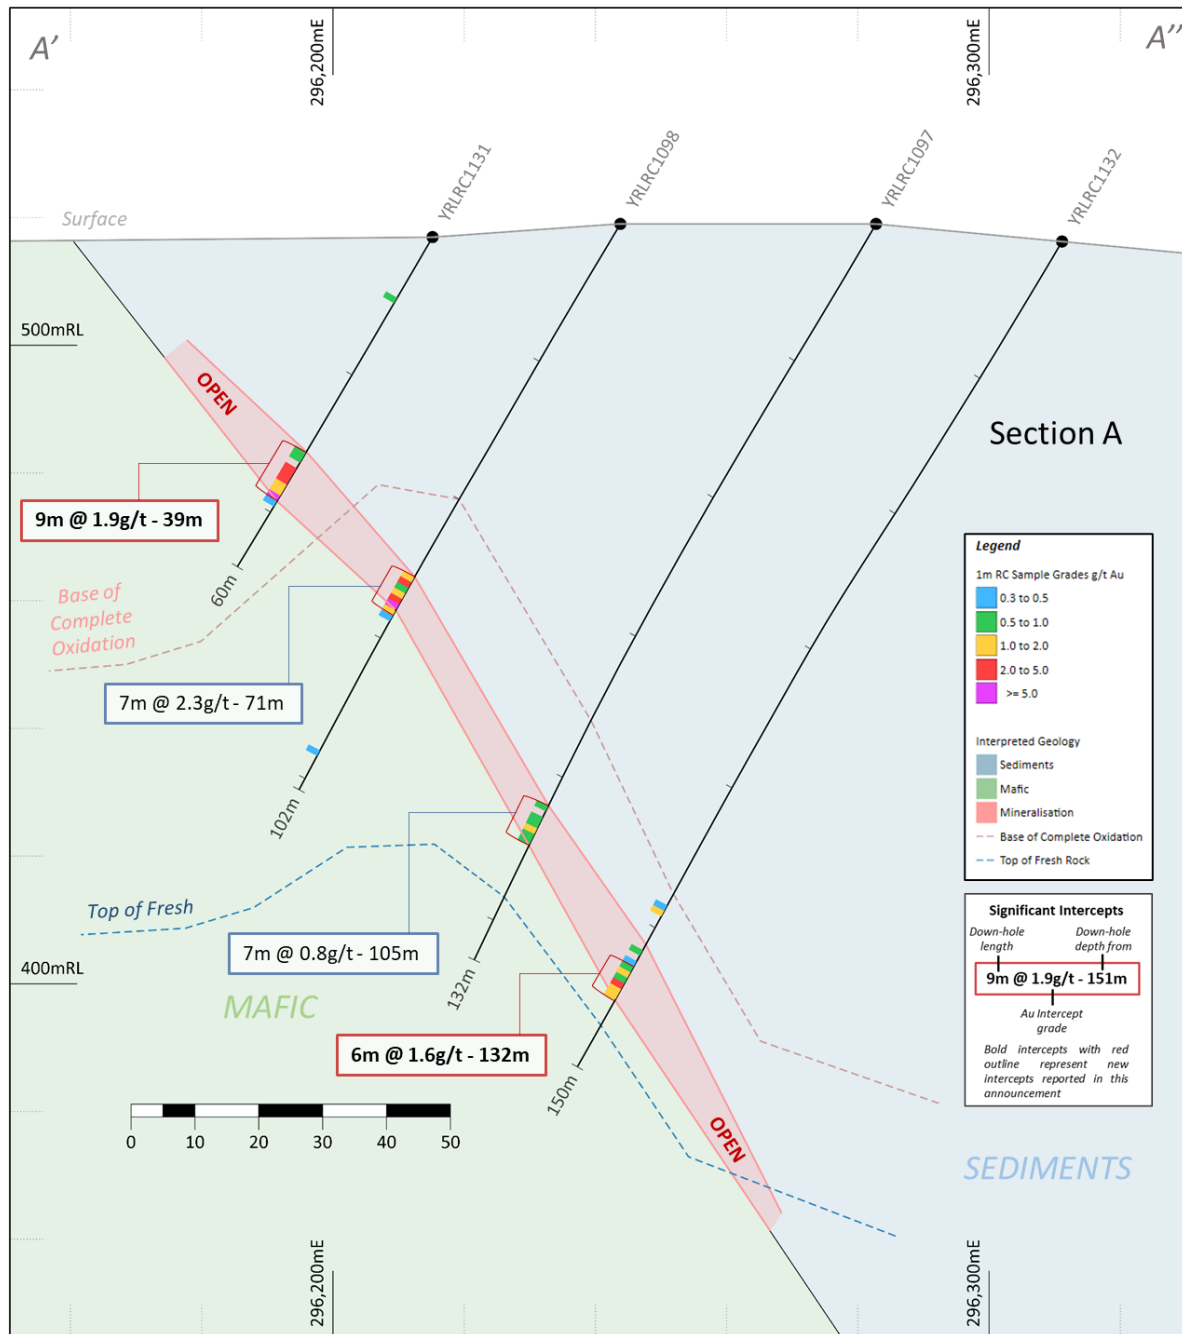 A'
A''
296,200mE
296,300mE
YRLRC1131
YRLRC1098
YRLRC1097
YRLRC1132
Surface
500mRL
OPEN
Section A
9m @ 1.9g/t - 39m
60m
Base of
Complete
Oxidation
7m @ 2.3g/t - 71m
102m
Legend
1m RC Sample Grades g/t Au
0.3 to 0.5
0.5 to 1.0
1.0 to 2.0
2.0 to 5.0
>= 5.0
Interpreted Geology
Sediments
Mafic
Mineralisation
Base of Complete Oxidation
Top of Fresh Rock
Top of Fresh
7m @ 0.8g/t - 105m
132m
400mRL
MAFIC
6m @ 1.6g/t - 132m
150m
Significant Intercepts
Down-hole
length
Down-hole
depth from
9m @ 1.9g/t - 151m
Au Intercept
grade
Bold intercepts with red
outline represent new
intercepts reported in this
announcement
0 10 20 30 40 50
OPEN
SEDIMENTS
296,200mE
296,300mE